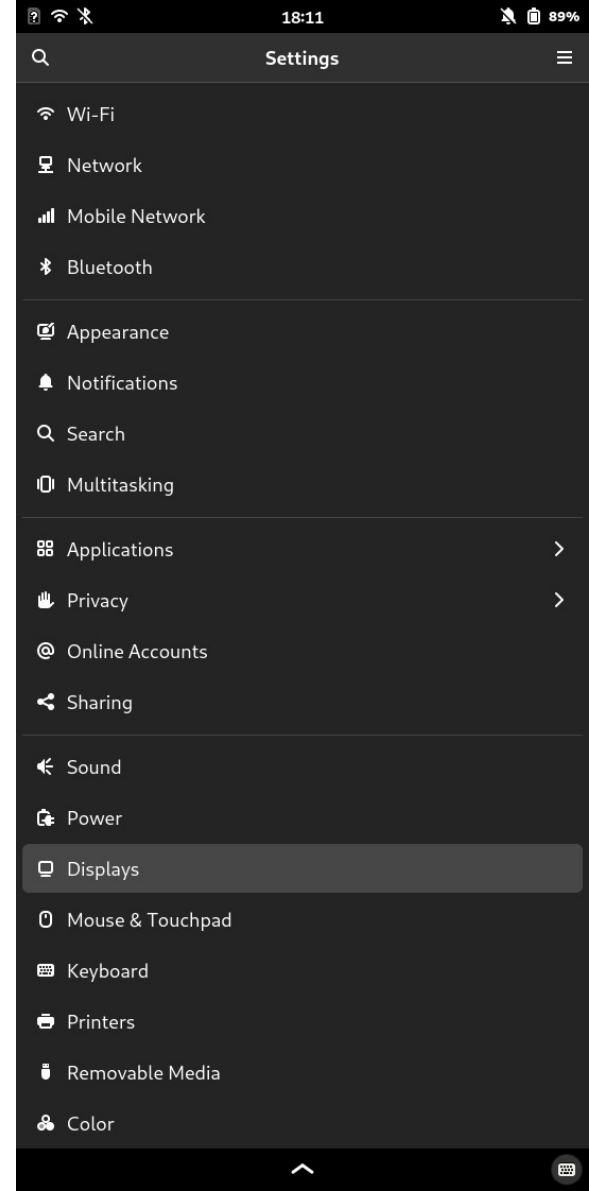 18:11
89%
Settings
Wi-Fi
Network
Mobile Network
Bluetooth
Appearance
Notifications
Search
Multitasking
Applications
Privacy
Online Accounts
Sharing
Sound
Power
Displays
Mouse & Touchpad
Keyboard
Printers
Removable Media
Color